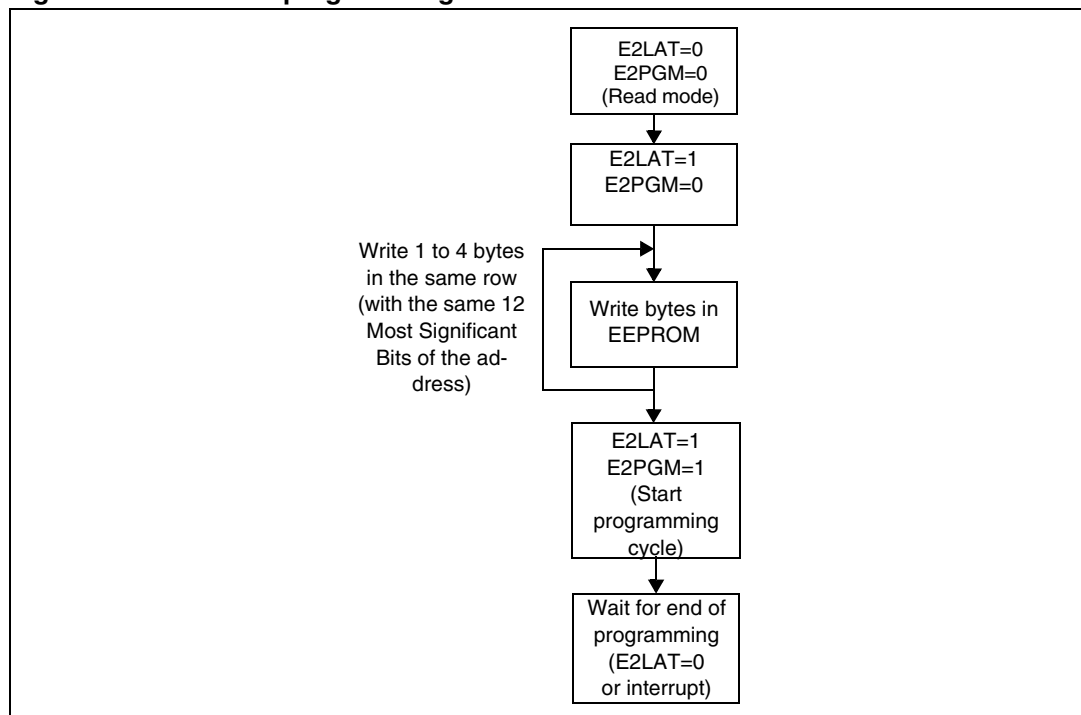 E2LAT=0
E2PGM=0
(Read mode)
E2LAT=1
E2PGM=0
Write 1 to 4 bytes
in the same row
(with the same 12
Most Significant
Bits of the ad-
dress)
Write bytes in
EEPROM
E2LAT=1
E2PGM=1
(Start
programming
cycle)
Wait for end of
programming
(E2LAT=0
or interrupt)